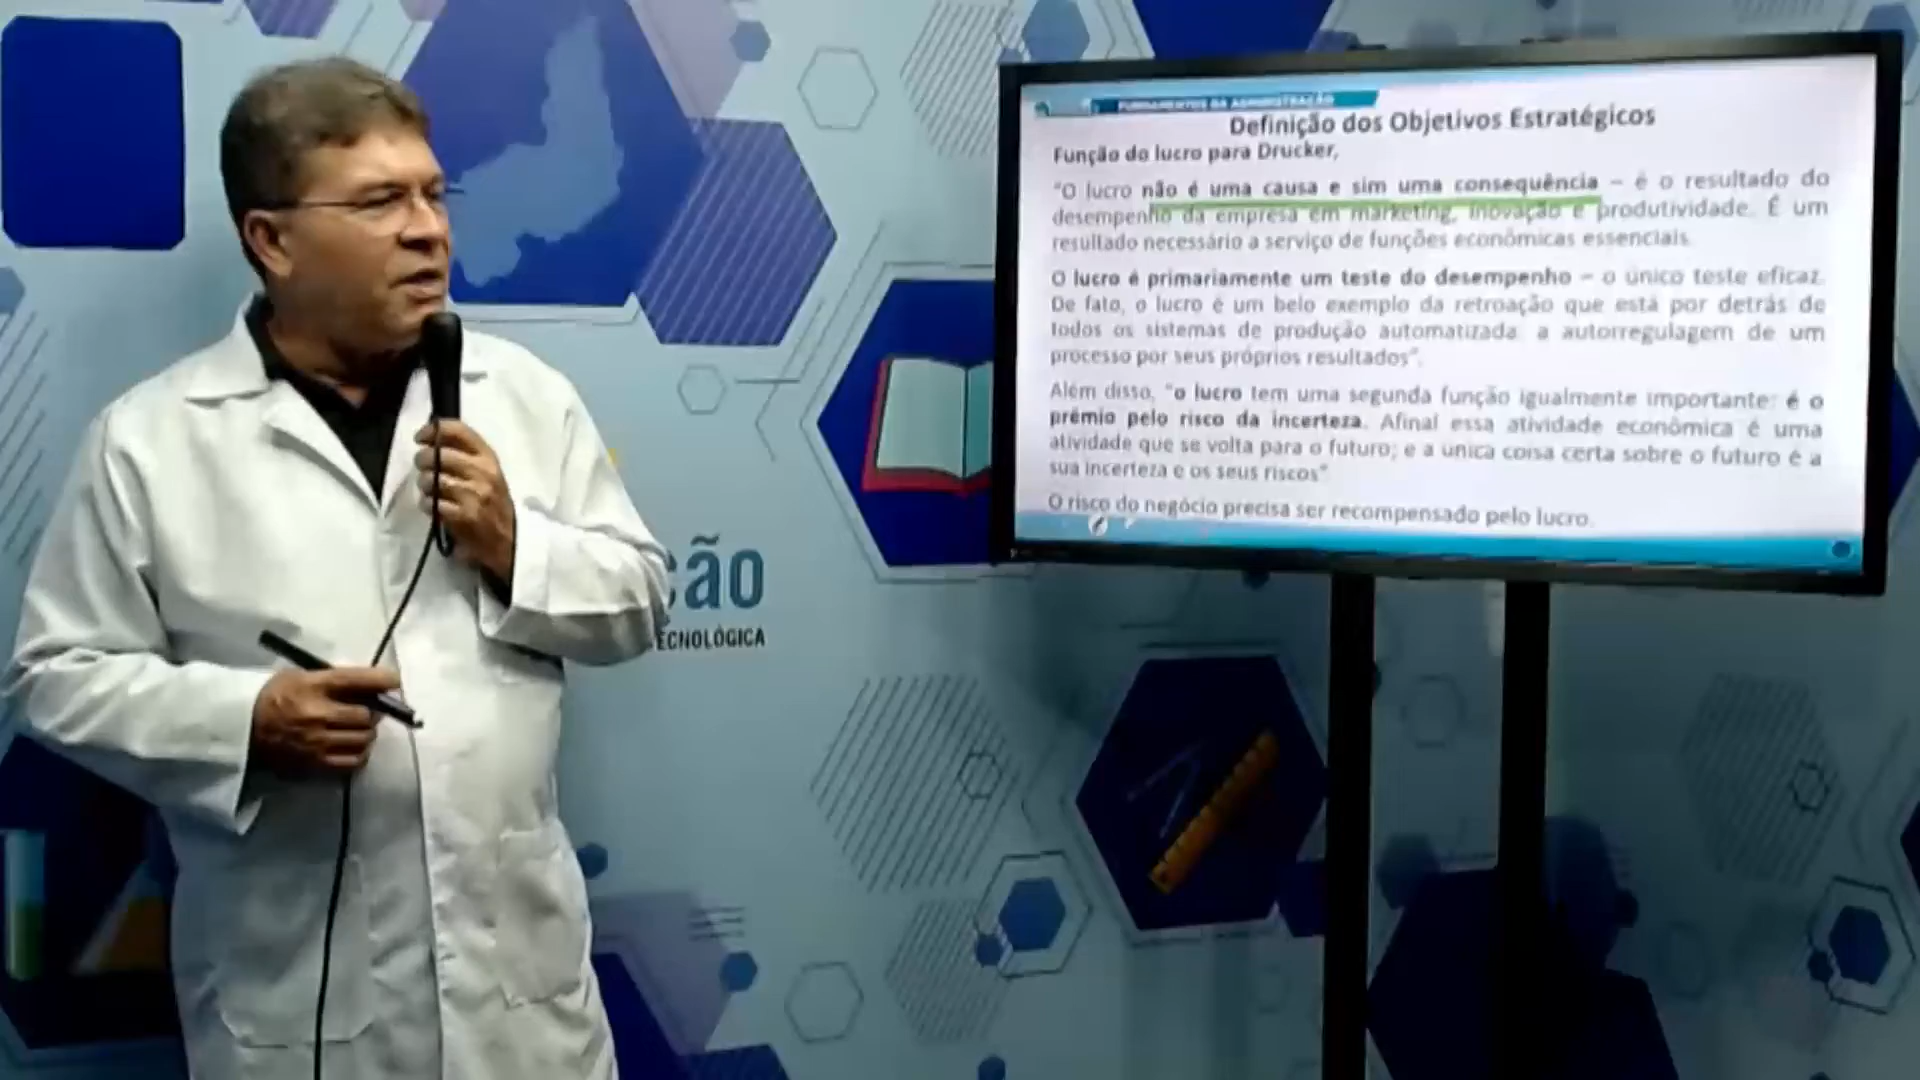 FUNDAMENTOS DA ADMINISTRAÇÃO
Definição dos Objetivos Estratégicos
Função do lucro para Drucker,
"O lucro não é uma causa e sim uma consequência – é o resultado do
desempenho da empresa em marketing, inovação e produtividade. É um
resultado necessário a serviço de funções econômicas essenciais.
O lucro é primariamente um teste do desempenho – o único teste eficaz.
De fato, o lucro é um belo exemplo da retroação que está por detrás de
todos os sistemas de produção automatizada: a autorregulagem de um
processo por seus próprios resultados".
Além disso, "o lucro tem uma segunda função igualmente importante: é o
prêmio pelo risco da incerteza. Afinal essa atividade econômica é uma
atividade que se volta para o futuro; e a única coisa certa sobre o futuro é a
sua incerteza e os seus riscos"
O risco do negócio precisa ser recompensado pelo lucro.
ção
ECNOLÓGICA